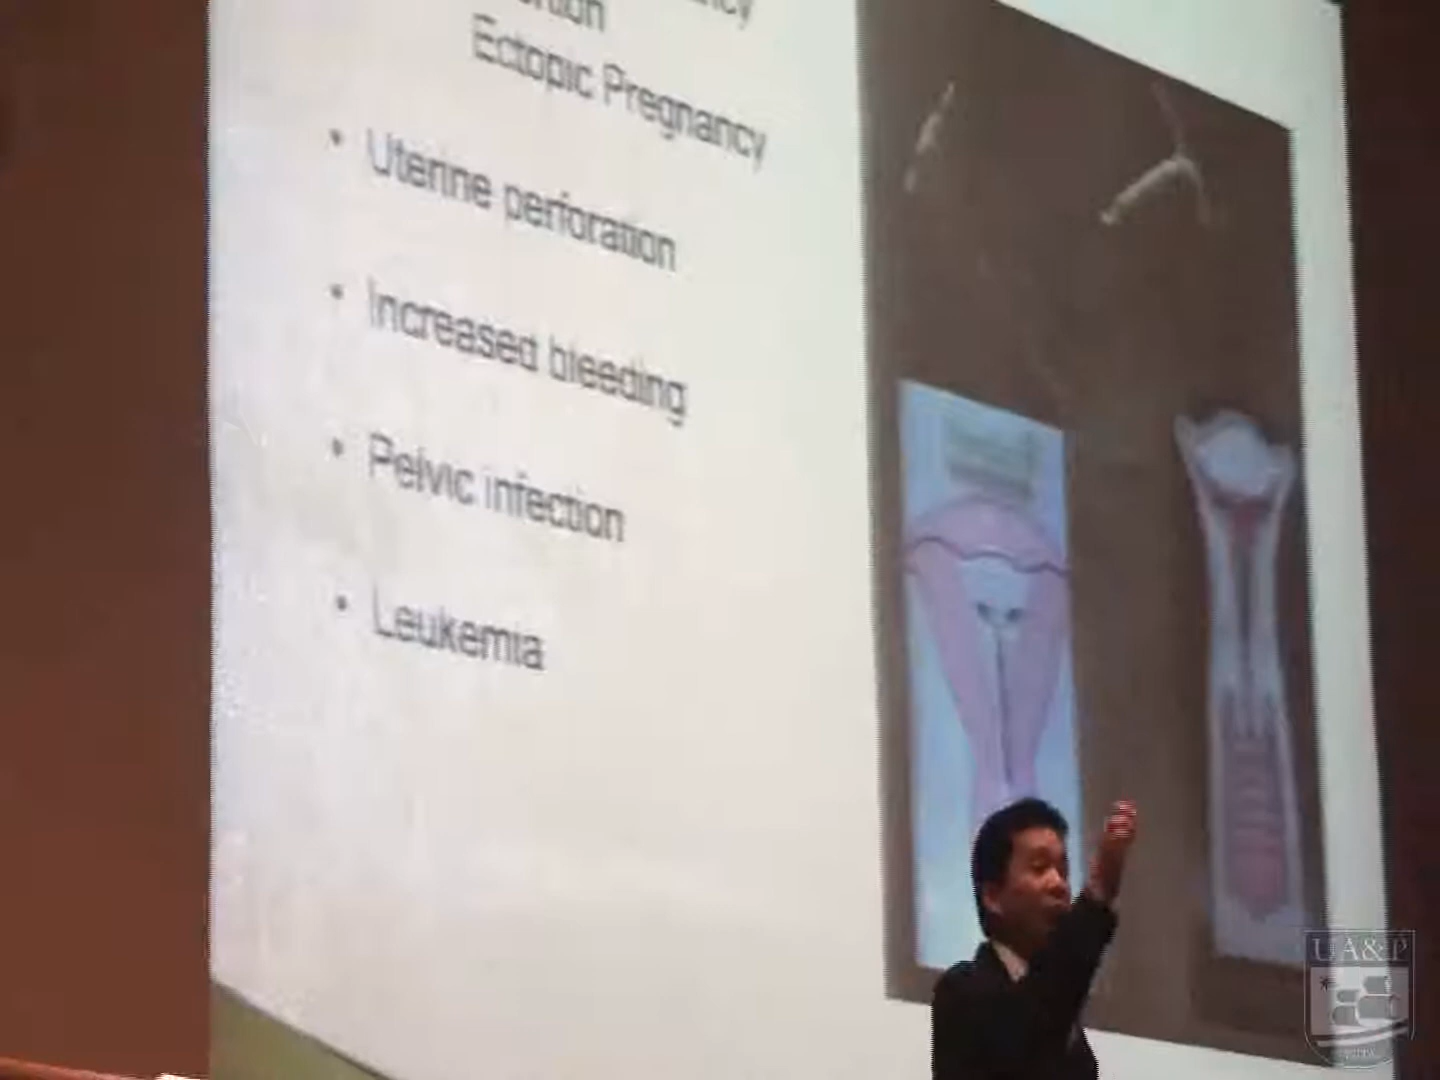 Ectopic Pregnancy
• Uterine perforation
• Increased bleeding
• Pelvic infection
• Leukemia
UA&P